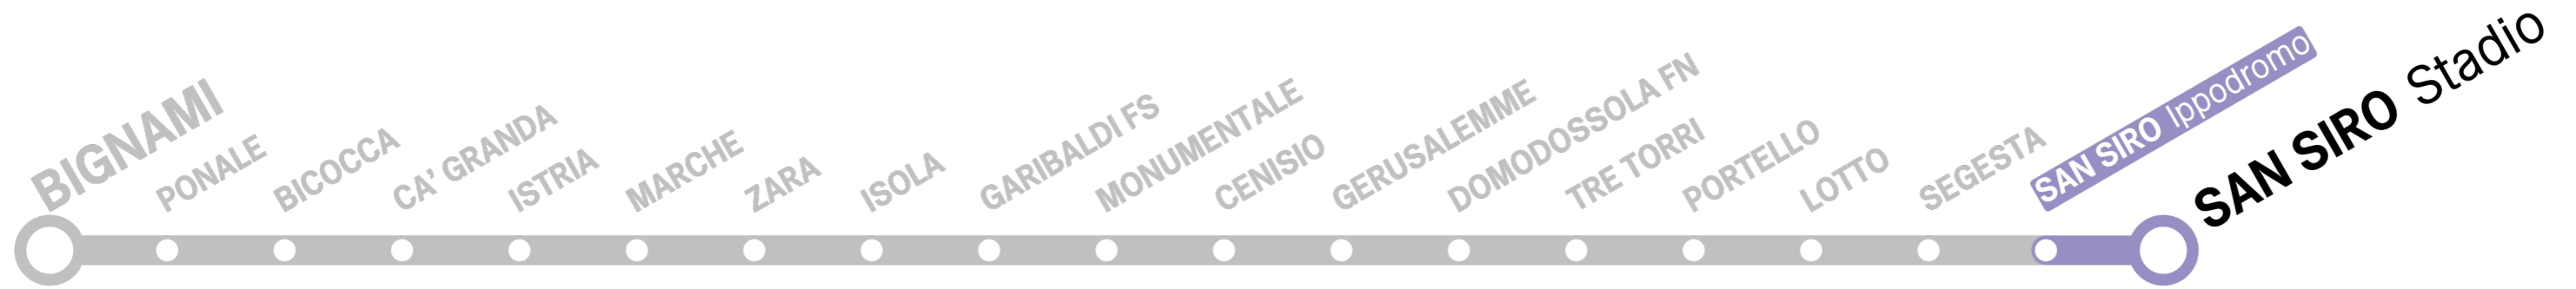 BIGNAMI
PONALE
BICOCCA
CA' GRANDA
ISTRIA
MARCHE
ZARA
ISOLA
GARIBALDI FS
MONUMENTALE
CENISIO
GERUSALEMME
DOMODOSSOLA FN
TRE TORRI
PORTELLO
LOTTO
SEGESTA
SAN SIRO Ippodromo
SAN SIRO Stadio